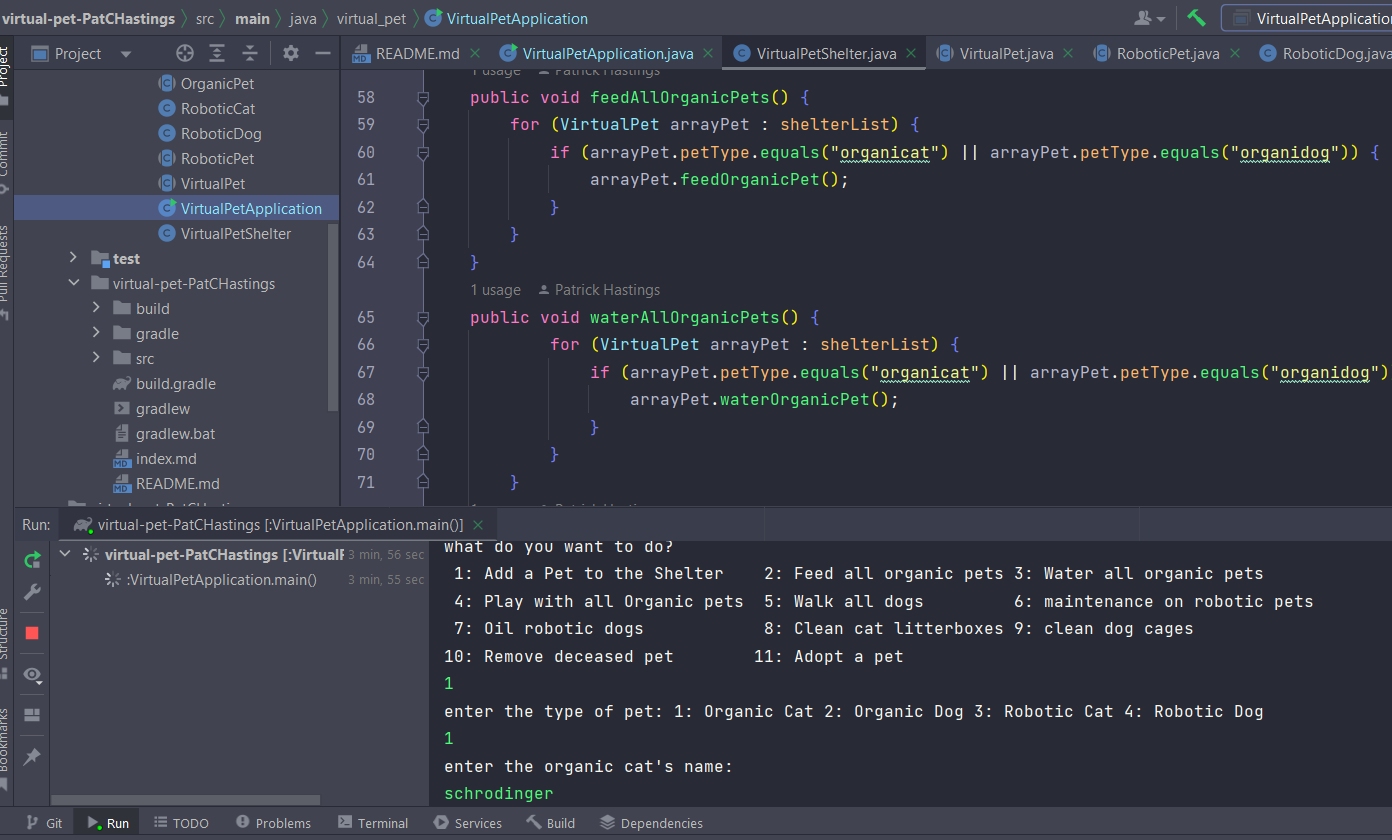 virtual-pet-PatCHastings src main java virtual_pet VirtualPetApplication VirtualPetApplication
Project README.md VirtualPetApplication.java VirtualPetShelter.java VirtualPet.java RoboticPet.java RoboticDog.java
Project
Commit
Pull Requests
Structure
Bookmarks
OrganicPet
RoboticCat
RoboticDog
RoboticPet
VirtualPet
VirtualPetApplication
VirtualPetShelter
test
virtual-pet-PatCHastings
build
gradle
src
build.gradle
gradlew
gradlew.bat
index.md
README.md
1 usage Patrick Hastings
58 public void feedAllOrganicPets() {
59 for (VirtualPet arrayPet : shelterList) {
60 if (arrayPet.petType.equals("organicat") || arrayPet.petType.equals("organidog")) {
61 arrayPet.feedOrganicPet();
62 }
63 }
64 }
1 usage Patrick Hastings
65 public void waterAllOrganicPets() {
66 for (VirtualPet arrayPet : shelterList) {
67 if (arrayPet.petType.equals("organicat") || arrayPet.petType.equals("organidog")
68 arrayPet.waterOrganicPet();
69 }
70 }
71 }
Run: virtual-pet-PatCHastings [:VirtualPetApplication.main()]
virtual-pet-PatCHastings [:VirtualF 3 min, 56 sec
:VirtualPetApplication.main() 3 min, 55 sec
what do you want to do?
1: Add a Pet to the Shelter 2: Feed all organic pets 3: Water all organic pets
4: Play with all Organic pets 5: Walk all dogs 6: maintenance on robotic pets
7: Oil robotic dogs 8: Clean cat litterboxes 9: clean dog cages
10: Remove deceased pet 11: Adopt a pet
1
enter the type of pet: 1: Organic Cat 2: Organic Dog 3: Robotic Cat 4: Robotic Dog
1
enter the organic cat's name:
schrodinger
Git Run TODO Problems Terminal Services Build Dependencies